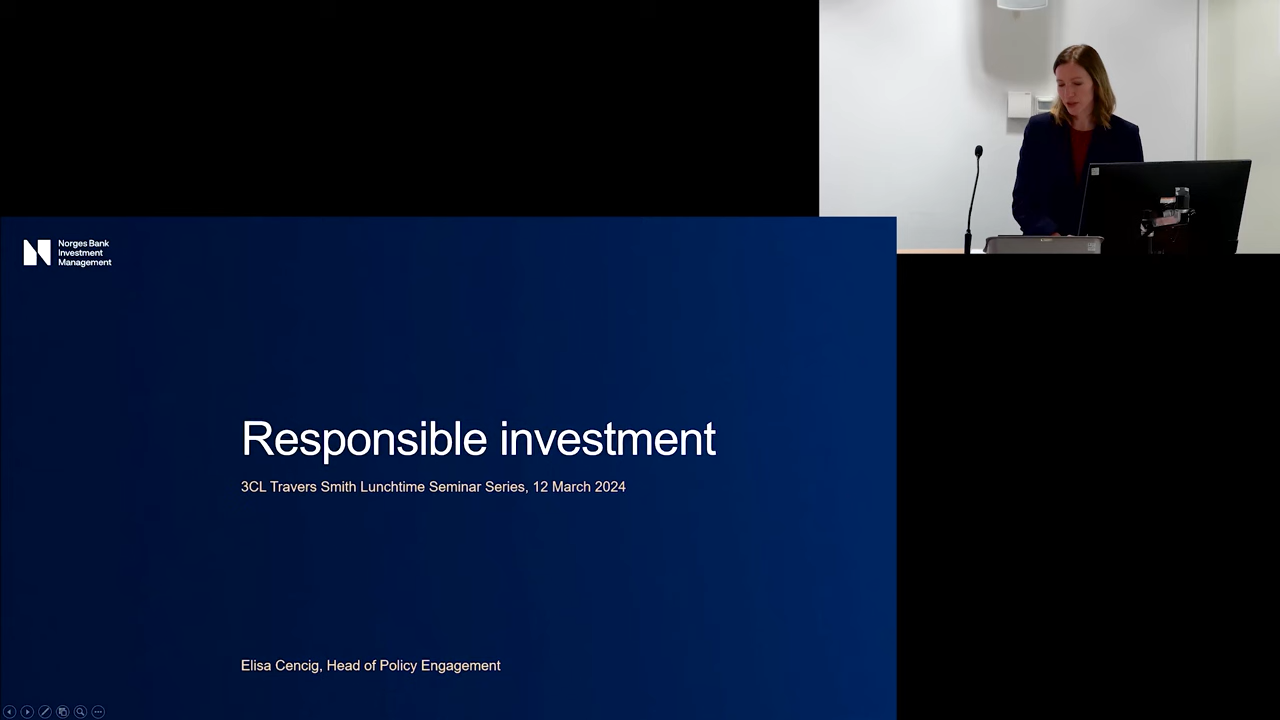 Norges Bank
Investment
Management
Responsible investment
3CL Travers Smith Lunchtime Seminar Series, 12 March 2024
Elisa Cencig, Head of Policy Engagement